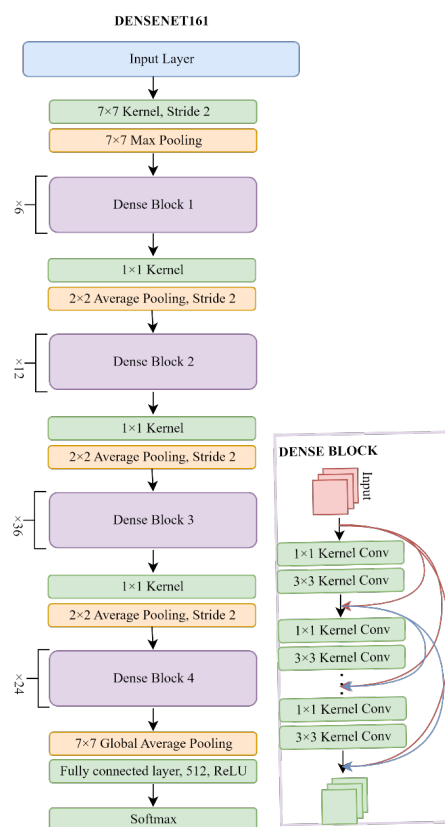 DENSENET161
Input Layer
7×7 Kernel, Stride 2
7×7 Max Pooling
×6
Dense Block 1
1×1 Kernel
2×2 Average Pooling, Stride 2
×12
Dense Block 2
1×1 Kernel
2×2 Average Pooling, Stride 2
×36
Dense Block 3
1×1 Kernel
2×2 Average Pooling, Stride 2
×24
Dense Block 4
7×7 Global Average Pooling
Fully connected layer, 512, ReLU
Softmax
DENSE BLOCK
Input
1×1 Kernel Conv
3×3 Kernel Conv
1×1 Kernel Conv
3×3 Kernel Conv
1×1 Kernel Conv
3×3 Kernel Conv